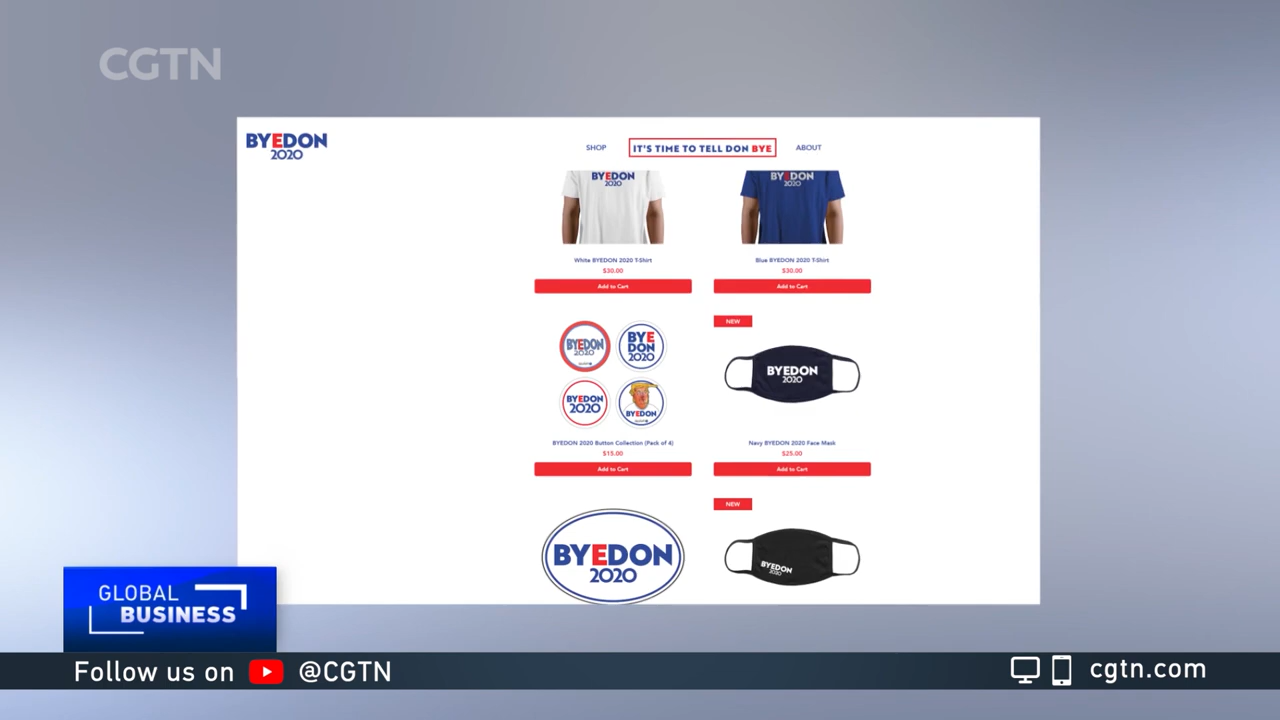 CGTN
BYEDON
2020
SHOP
IT'S TIME TO TELL DON BYE
ABOUT
BYEDON
2020
BYEDON
2020
White BYEDON 2020 T-Shirt
Blue BYEDON 2020 T-Shirt
$30.00
$30.00
Add to Cart
Add to Cart
NEW
BYEDON
2020
BYE
DON
2020
BYEDON
2020
BYEDON
BYEDON
2020
BYEDON 2020 Button Collection (Pack of 4)
Navy BYEDON 2020 Face Mask
$15.00
$25.00
Add to Cart
Add to Cart
NEW
BYEDON
2020
BYEDON
2020
GLOBAL
BUSINESS
Follow us on @CGTN
cgtn.com